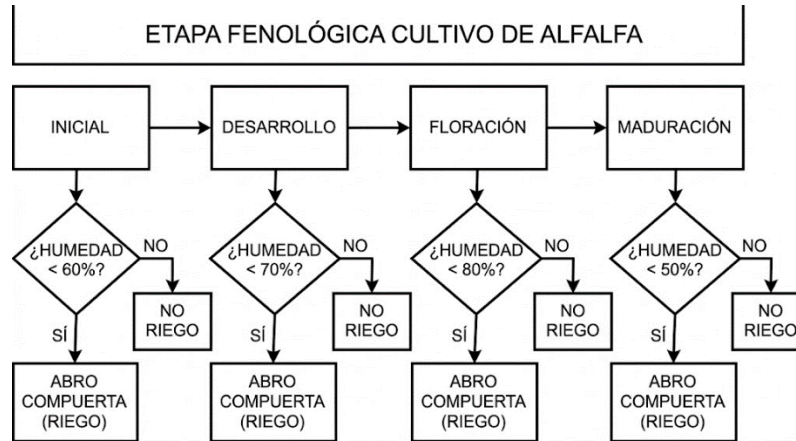 ETAPA FENOLÓGICA CULTIVO DE ALFALFA
INICIAL
DESARROLLO
FLORACIÓN
MADURACIÓN
¿HUMEDAD
< 60%?
NO
NO
RIEGO
SÍ
ABRO
COMPUERTA
(RIEGO)
¿HUMEDAD
< 70%?
NO
NO
RIEGO
SÍ
ABRO
COMPUERTA
(RIEGO)
¿HUMEDAD
< 80%?
NO
NO
RIEGO
SÍ
ABRO
COMPUERTA
(RIEGO)
¿HUMEDAD
< 50%?
NO
NO
RIEGO
SÍ
ABRO
COMPUERTA
(RIEGO)